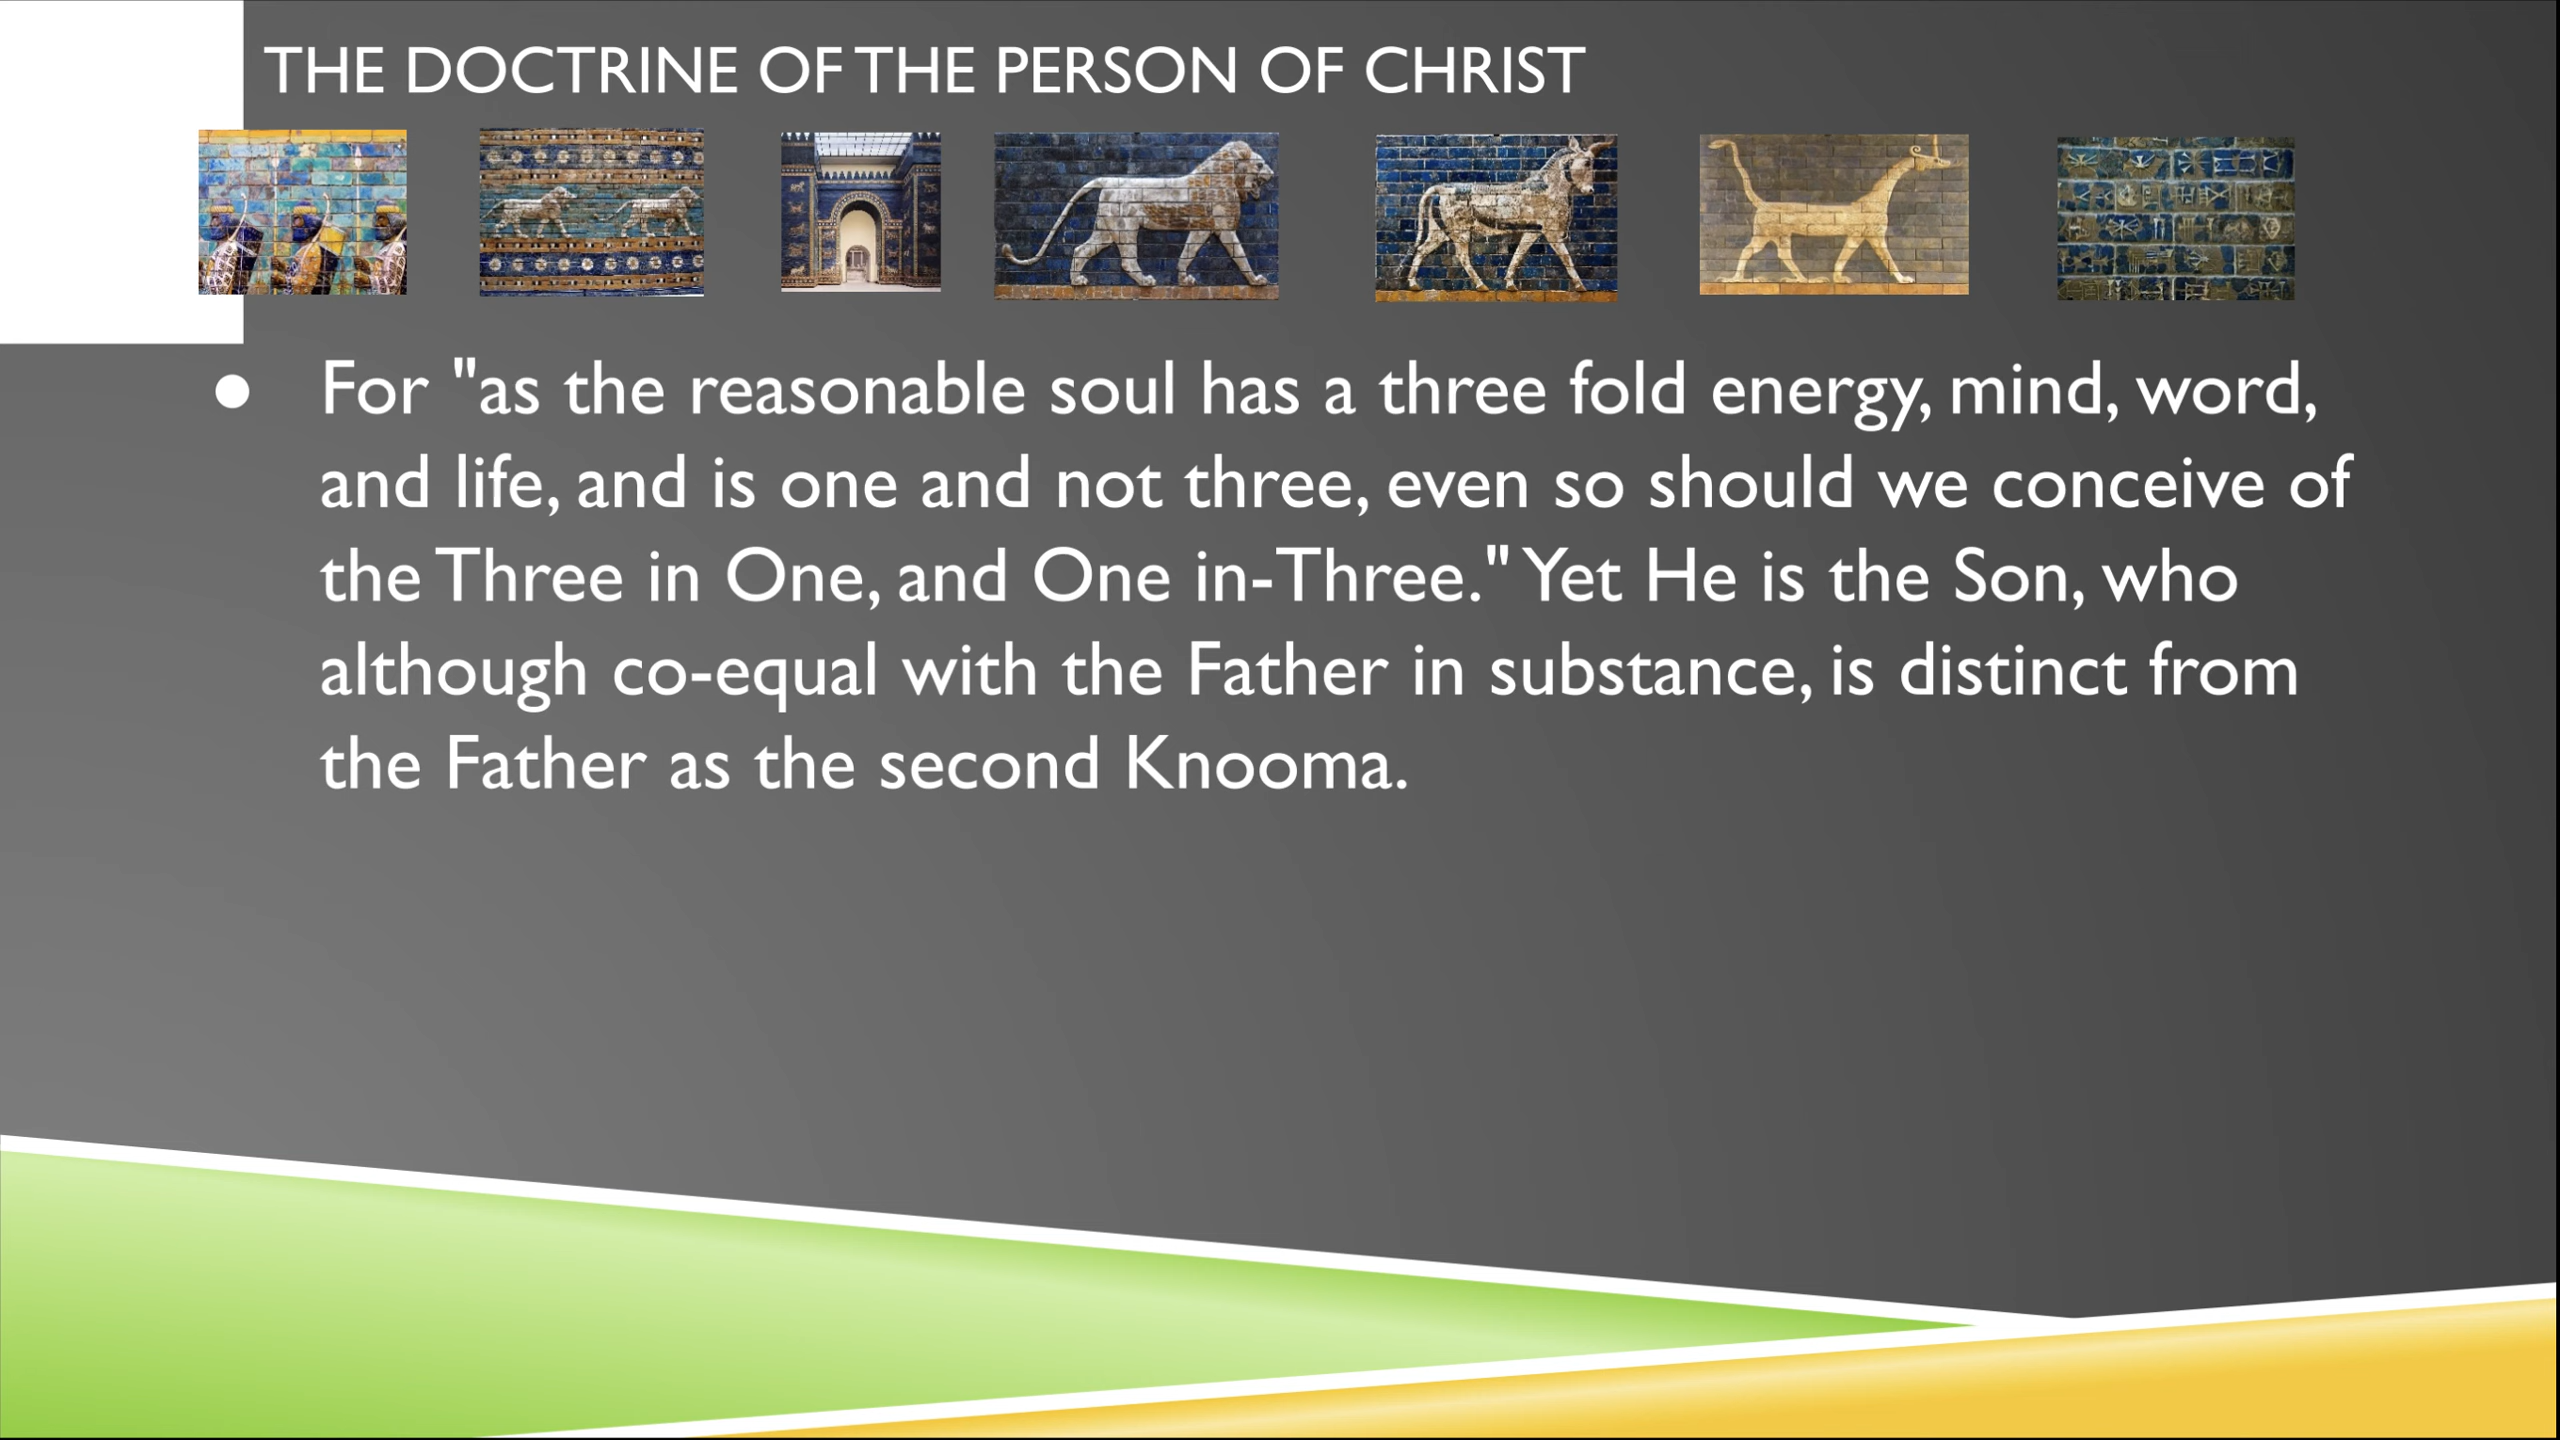 THE DOCTRINE OF THE PERSON OF CHRIST
● For "as the reasonable soul has a three fold energy, mind, word,
and life, and is one and not three, even so should we conceive of
the Three in One, and One in-Three." Yet He is the Son, who
although co-equal with the Father in substance, is distinct from
the Father as the second Knooma.